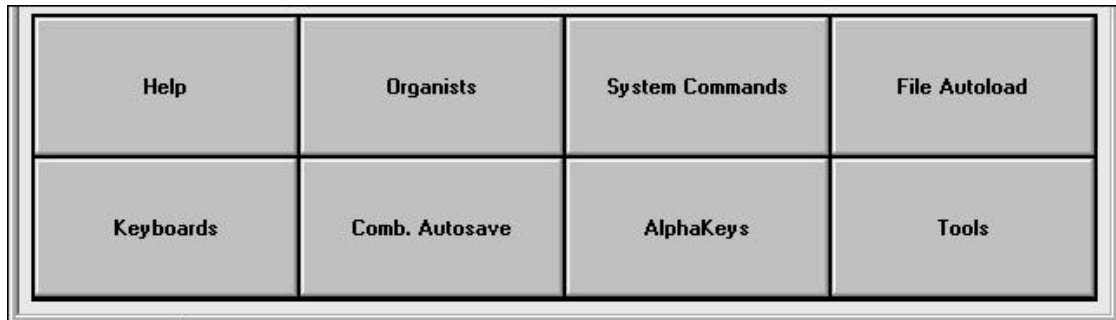 Help
Organists
System Commands
File Autoload
Keyboards
Comb. Autosave
AlphaKeys
Tools